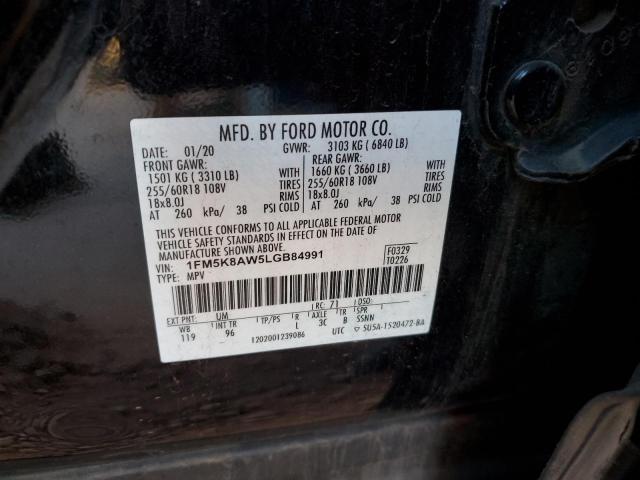 MFD. BY FORD MOTOR CO.
DATE: 01/20 GVWR: 3103 KG ( 6840 LB)
FRONT GAWR: REAR GAWR:
1501 KG ( 3310 LB) 1660 KG ( 3660 LB)
255/60R18 108V TIRES 255/60R18 108V TIRES
18x8.0J RIMS 18x8.0J RIMS
AT 260 kPa/ 38 PSI COLD AT 260 kPa/ 38 PSI COLD
THIS VEHICLE CONFORMS TO ALL APPLICABLE FEDERAL MOTOR
VEHICLE SAFETY STANDARDS IN EFFECT ON THE DATE OF
MANUFACTURE SHOWN ABOVE.
VIN: 1FM5K8AW5LGB84991 F0329
TYPE: MPV T0226
EXT PNT: UM RC: 71 DSO:
WB INT TR TP/PS R AXLE TR SPR
119 96 L 3C B SSNN
1202001239086 UTC ▽ 5U5A-1520472-BA